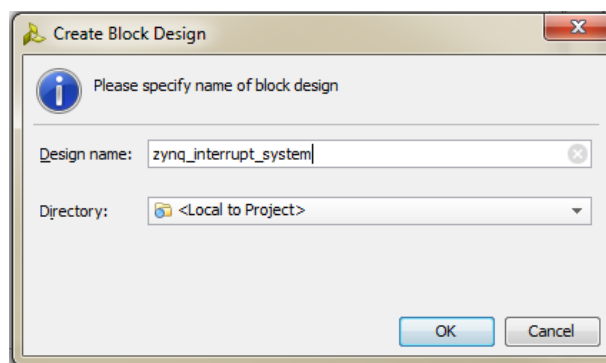 Create Block Design
Please specify name of block design
Design name: zynq_interrupt_system
Directory: <Local to Project>
OK Cancel